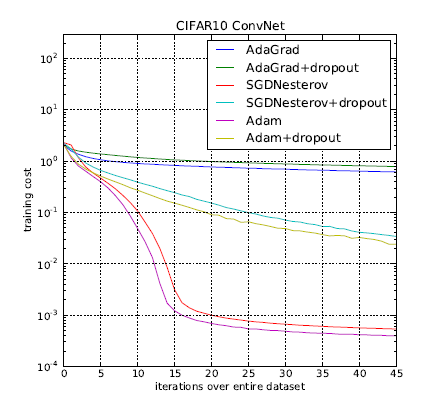 CIFAR10 ConvNet
AdaGrad
AdaGrad+dropout
SGDNesterov
SGDNesterov+dropout
Adam
Adam+dropout
training cost
10^2
10^1
10^0
10^-1
10^-2
10^-3
10^-4
0 5 10 15 20 25 30 35 40 45
iterations over entire dataset